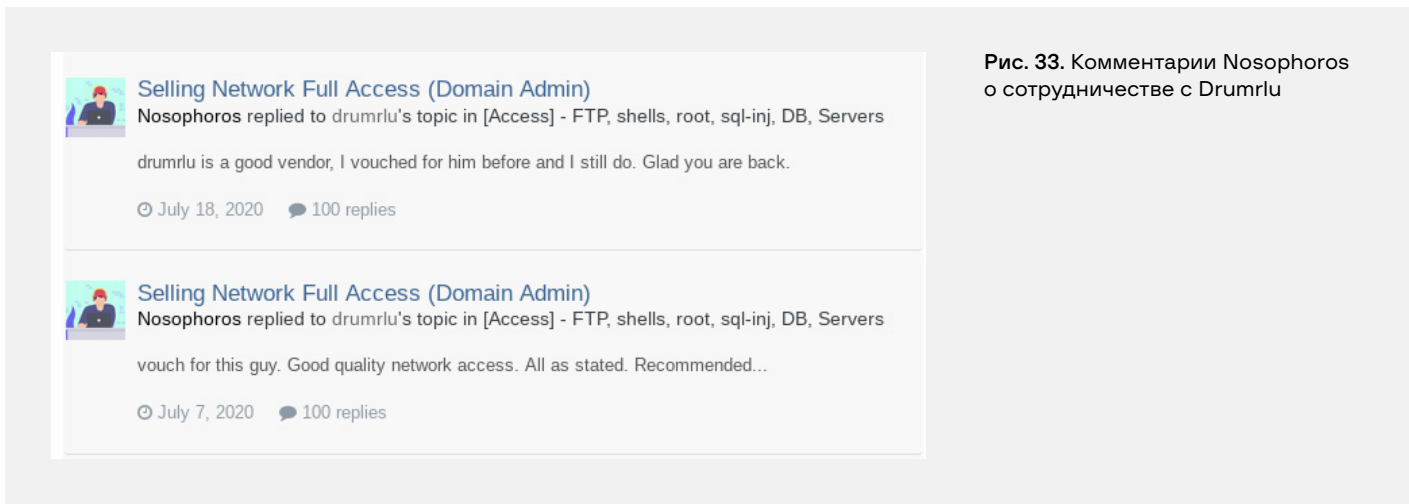 Selling Network Full Access (Domain Admin)
Nosophoros replied to drumrlu's topic in [Access] - FTP, shells, root, sql-inj, DB, Servers
drumrlu is a good vendor, I vouched for him before and I still do. Glad you are back.
July 18, 2020 100 replies
Selling Network Full Access (Domain Admin)
Nosophoros replied to drumrlu's topic in [Access] - FTP, shells, root, sql-inj, DB, Servers
vouch for this guy. Good quality network access. All as stated. Recommended...
July 7, 2020 100 replies
Рис. 33. Комментарии Nosophoros
о сотрудничестве с Drumrlu